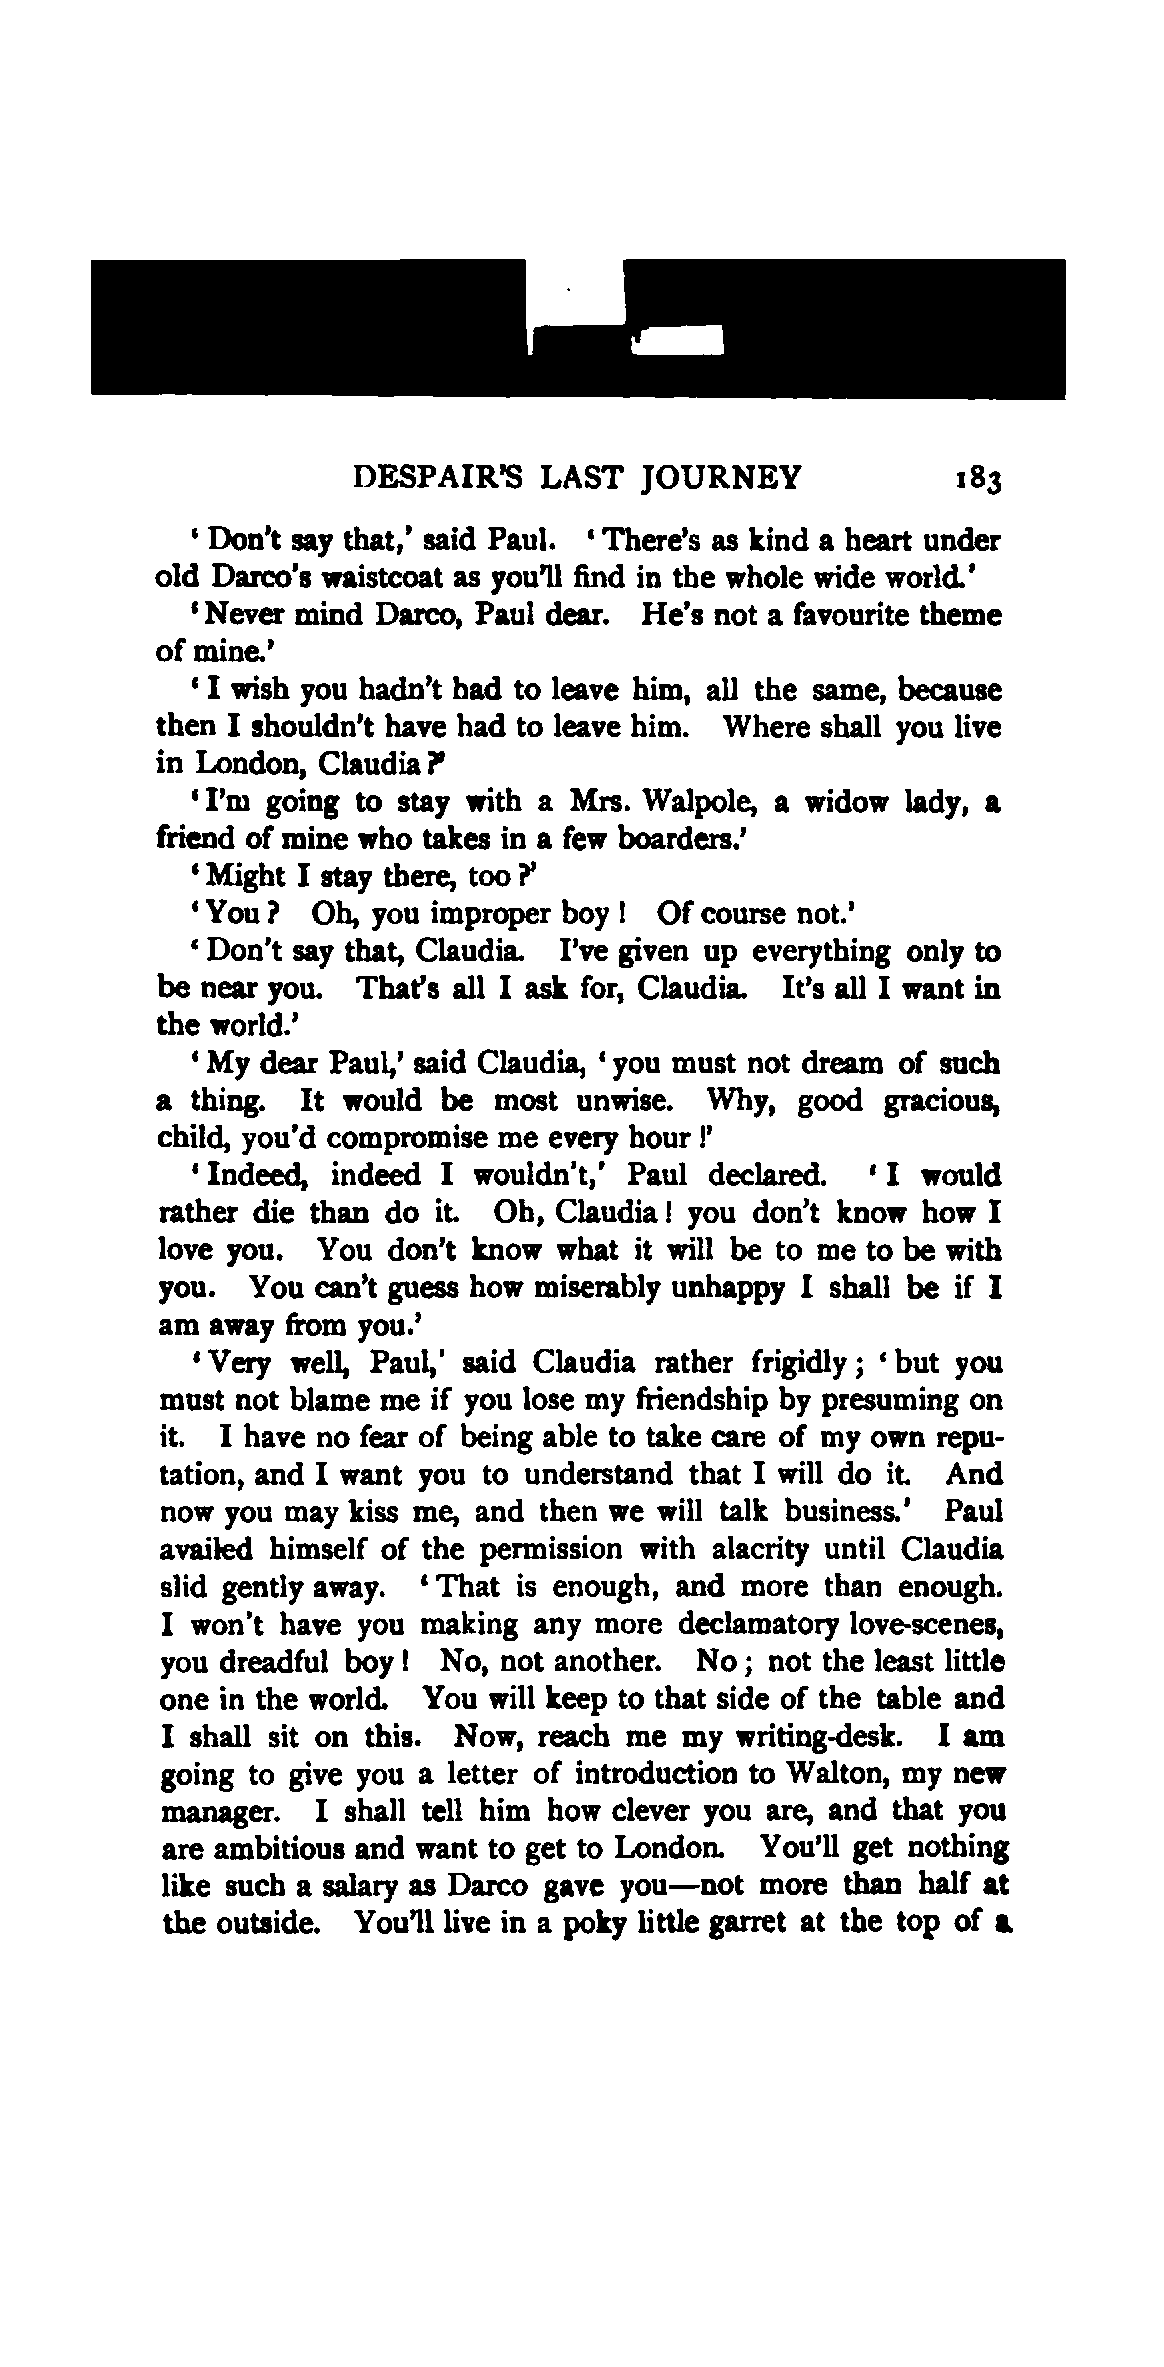 DESPAIR'S LAST JOURNEY 183
‘Don't say that,’ said Paul. ‘There's as kind a heart under
old Darco's waistcoat as you'll find in the whole wide world.’
‘Never mind Darco, Paul dear. He's not a favourite theme
of mine.’
‘I wish you hadn't had to leave him, all the same, because
then I shouldn't have had to leave him. Where shall you live
in London, Claudia?’
‘I'm going to stay with a Mrs. Walpole, a widow lady, a
friend of mine who takes in a few boarders.’
‘Might I stay there, too?’
‘You? Oh, you improper boy! Of course not.’
‘Don't say that, Claudia. I've given up everything only to
be near you. That's all I ask for, Claudia. It's all I want in
the world.’
‘My dear Paul,’ said Claudia, ‘you must not dream of such
a thing. It would be most unwise. Why, good gracious,
child, you'd compromise me every hour!’
‘Indeed, indeed I wouldn't,’ Paul declared. ‘I would
rather die than do it. Oh, Claudia! you don't know how I
love you. You don't know what it will be to me to be with
you. You can't guess how miserably unhappy I shall be if I
am away from you.’
‘Very well, Paul,’ said Claudia rather frigidly; ‘but you
must not blame me if you lose my friendship by presuming on
it. I have no fear of being able to take care of my own repu-
tation, and I want you to understand that I will do it. And
now you may kiss me, and then we will talk business.’ Paul
availed himself of the permission with alacrity until Claudia
slid gently away. ‘That is enough, and more than enough.
I won't have you making any more declamatory love-scenes,
you dreadful boy! No, not another. No; not the least little
one in the world. You will keep to that side of the table and
I shall sit on this. Now, reach me my writing-desk. I am
going to give you a letter of introduction to Walton, my new
manager. I shall tell him how clever you are, and that you
are ambitious and want to get to London. You'll get nothing
like such a salary as Darco gave you—not more than half at
the outside. You'll live in a poky little garret at the top of a